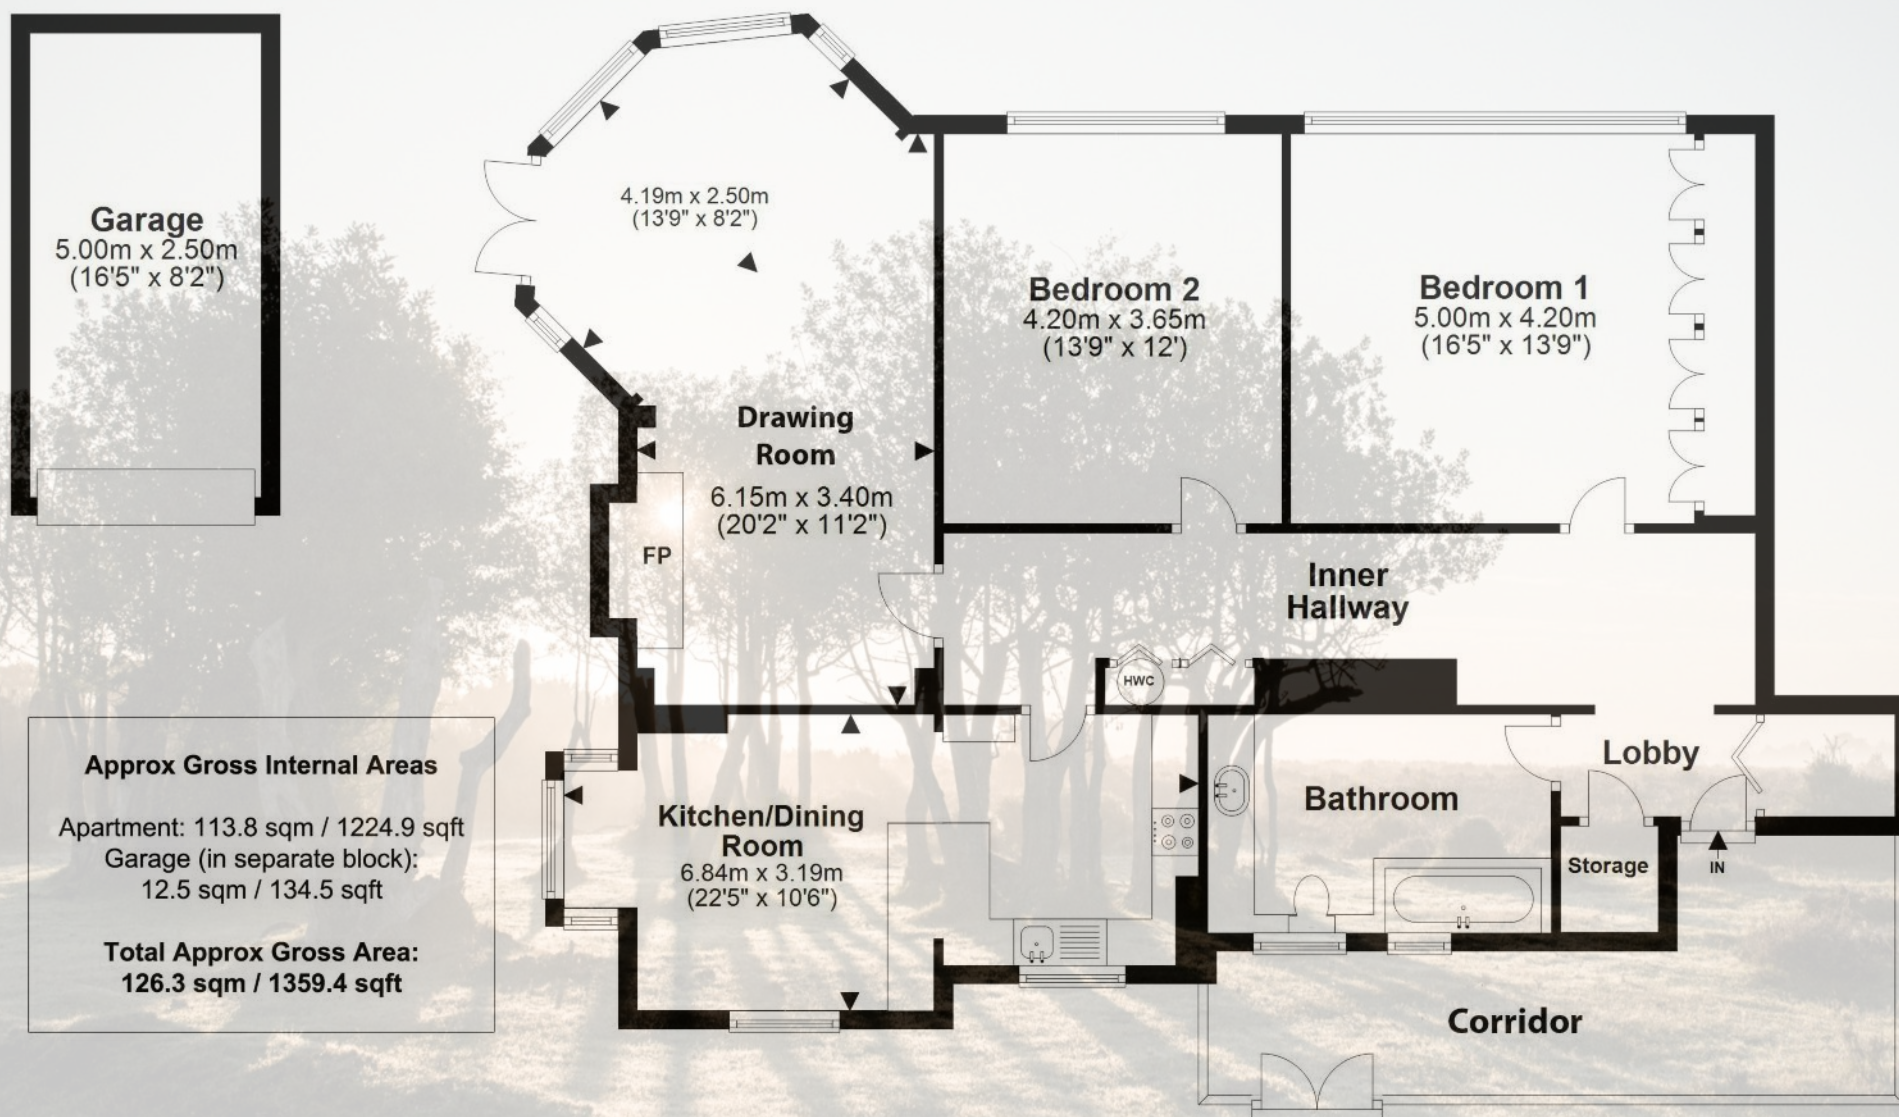 Garage
5.00m x 2.50m
(16'5" x 8'2")
4.19m x 2.50m
(13'9" x 8'2")
Bedroom 2
4.20m x 3.65m
(13'9" x 12')
Bedroom 1
5.00m x 4.20m
(16'5" x 13'9")
Drawing
Room
6.15m x 3.40m
(20'2" x 11'2")
FP
Inner
Hallway
HWC
Lobby
Bathroom
Kitchen/Dining
Room
6.84m x 3.19m
(22'5" x 10'6")
Storage
IN
Corridor
Approx Gross Internal Areas
Apartment: 113.8 sqm / 1224.9 sqft
Garage (in separate block):
12.5 sqm / 134.5 sqft
Total Approx Gross Area:
126.3 sqm / 1359.4 sqft